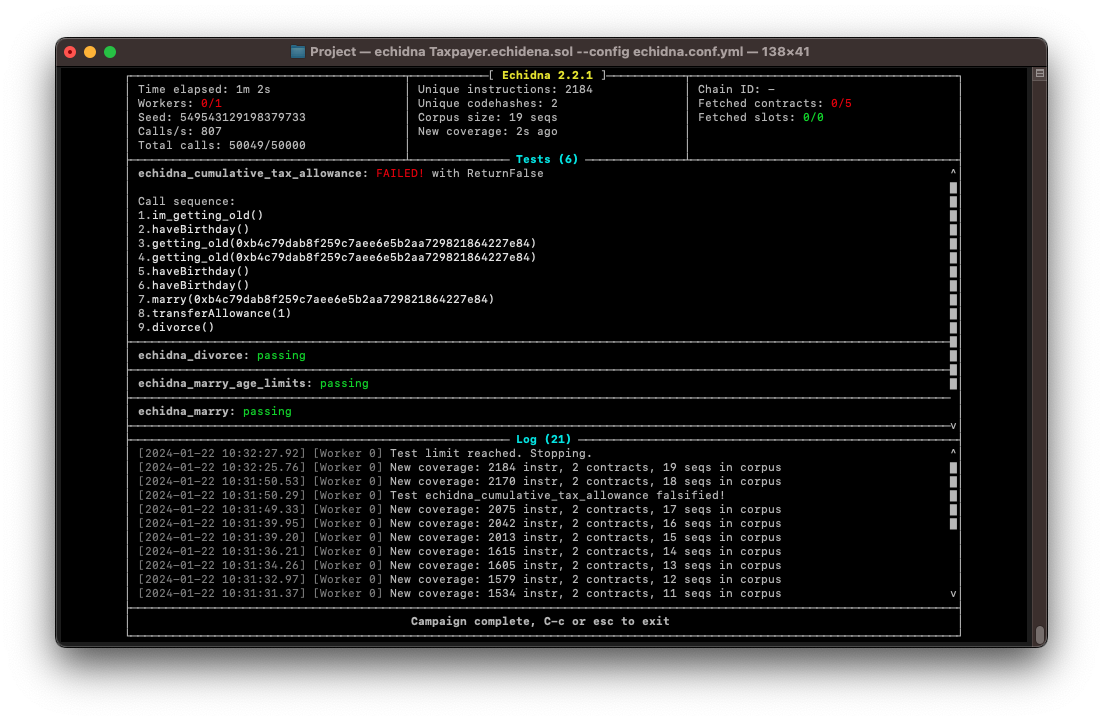 Project — echidna Taxpayer.echidena.sol --config echidna.conf.yml — 138×41
[ Echidna 2.2.1 ]
Time elapsed: 1m 2s
Workers: 0/1
Seed: 549543129198379733
Calls/s: 807
Total calls: 50049/50000
Unique instructions: 2184
Unique codehashes: 2
Corpus size: 19 seqs
New coverage: 2s ago
Chain ID: -
Fetched contracts: 0/5
Fetched slots: 0/0
Tests (6)
echidna_cumulative_tax_allowance: FAILED! with ReturnFalse
Call sequence:
1.im_getting_old()
2.haveBirthday()
3.getting_old(0xb4c79dab8f259c7aee6e5b2aa729821864227e84)
4.getting_old(0xb4c79dab8f259c7aee6e5b2aa729821864227e84)
5.haveBirthday()
6.haveBirthday()
7.marry(0xb4c79dab8f259c7aee6e5b2aa729821864227e84)
8.transferAllowance(1)
9.divorce()
echidna_divorce: passing
echidna_marry_age_limits: passing
echidna_marry: passing
Log (21)
[2024-01-22 10:32:27.92] [Worker 0] Test limit reached. Stopping.
[2024-01-22 10:32:25.76] [Worker 0] New coverage: 2184 instr, 2 contracts, 19 seqs in corpus
[2024-01-22 10:31:50.53] [Worker 0] New coverage: 2170 instr, 2 contracts, 18 seqs in corpus
[2024-01-22 10:31:50.29] [Worker 0] Test echidna_cumulative_tax_allowance falsified!
[2024-01-22 10:31:49.33] [Worker 0] New coverage: 2075 instr, 2 contracts, 17 seqs in corpus
[2024-01-22 10:31:39.95] [Worker 0] New coverage: 2042 instr, 2 contracts, 16 seqs in corpus
[2024-01-22 10:31:39.20] [Worker 0] New coverage: 2013 instr, 2 contracts, 15 seqs in corpus
[2024-01-22 10:31:36.21] [Worker 0] New coverage: 1615 instr, 2 contracts, 14 seqs in corpus
[2024-01-22 10:31:34.26] [Worker 0] New coverage: 1605 instr, 2 contracts, 13 seqs in corpus
[2024-01-22 10:31:32.97] [Worker 0] New coverage: 1579 instr, 2 contracts, 12 seqs in corpus
[2024-01-22 10:31:31.37] [Worker 0] New coverage: 1534 instr, 2 contracts, 11 seqs in corpus
Campaign complete, C-c or esc to exit